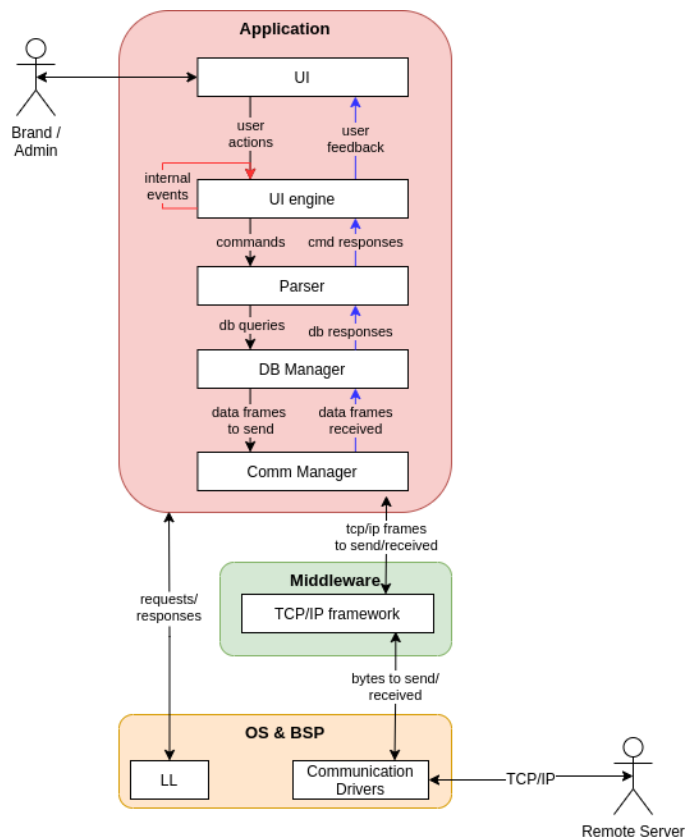 Application
UI
Brand /
Admin
user
actions
user
feedback
internal
events
UI engine
commands
cmd responses
Parser
db queries
db responses
DB Manager
data frames
to send
data frames
received
Comm Manager
tcp/ip frames
to send/received
Middleware
TCP/IP framework
requests/
responses
bytes to send/
received
OS & BSP
LL
Communication
Drivers
TCP/IP
Remote Server